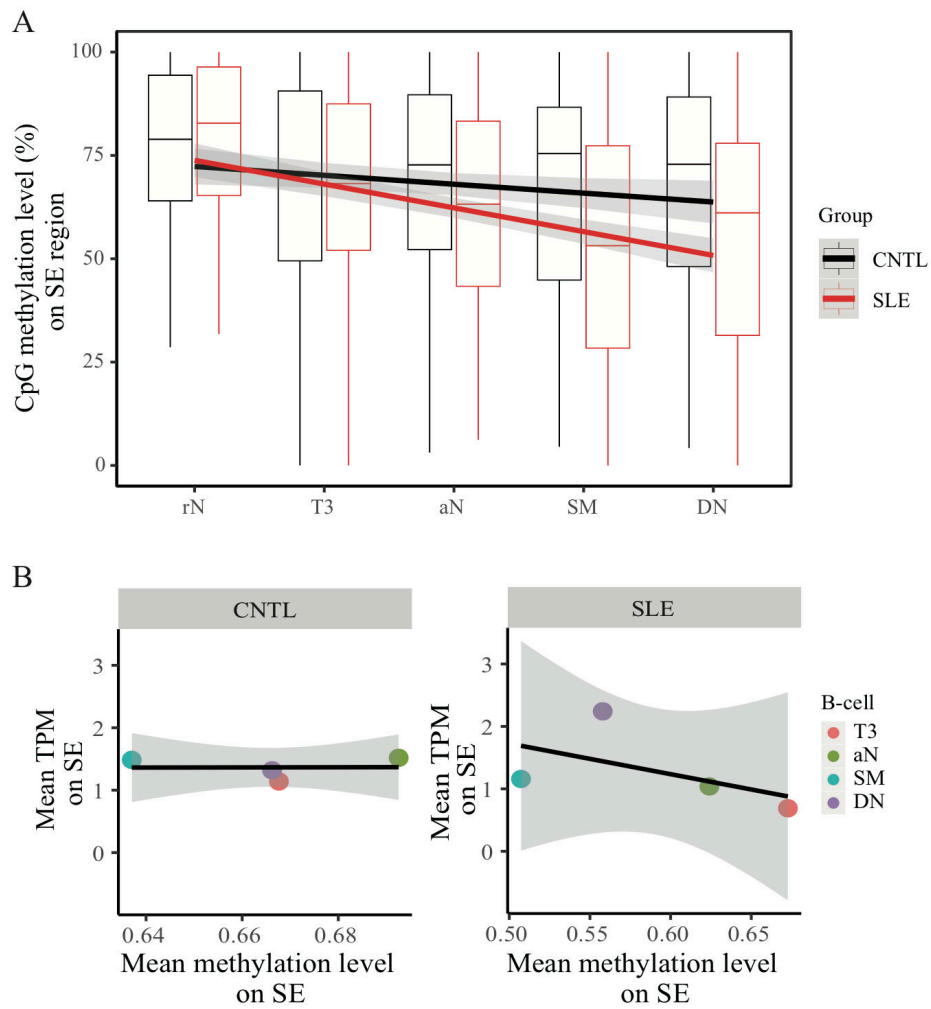 A
CpG methylation level (%)
on SE region
100
75
50
25
0
rN T3 aN SM DN
Group
CNTL
SLE
B
CNTL
Mean TPM
on SE
3
2
1
0
0.64 0.66 0.68
Mean methylation level
on SE
SLE
Mean TPM
on SE
3
2
1
0
0.50 0.55 0.60 0.65
Mean methylation level
on SE
B-cell
T3
aN
SM
DN